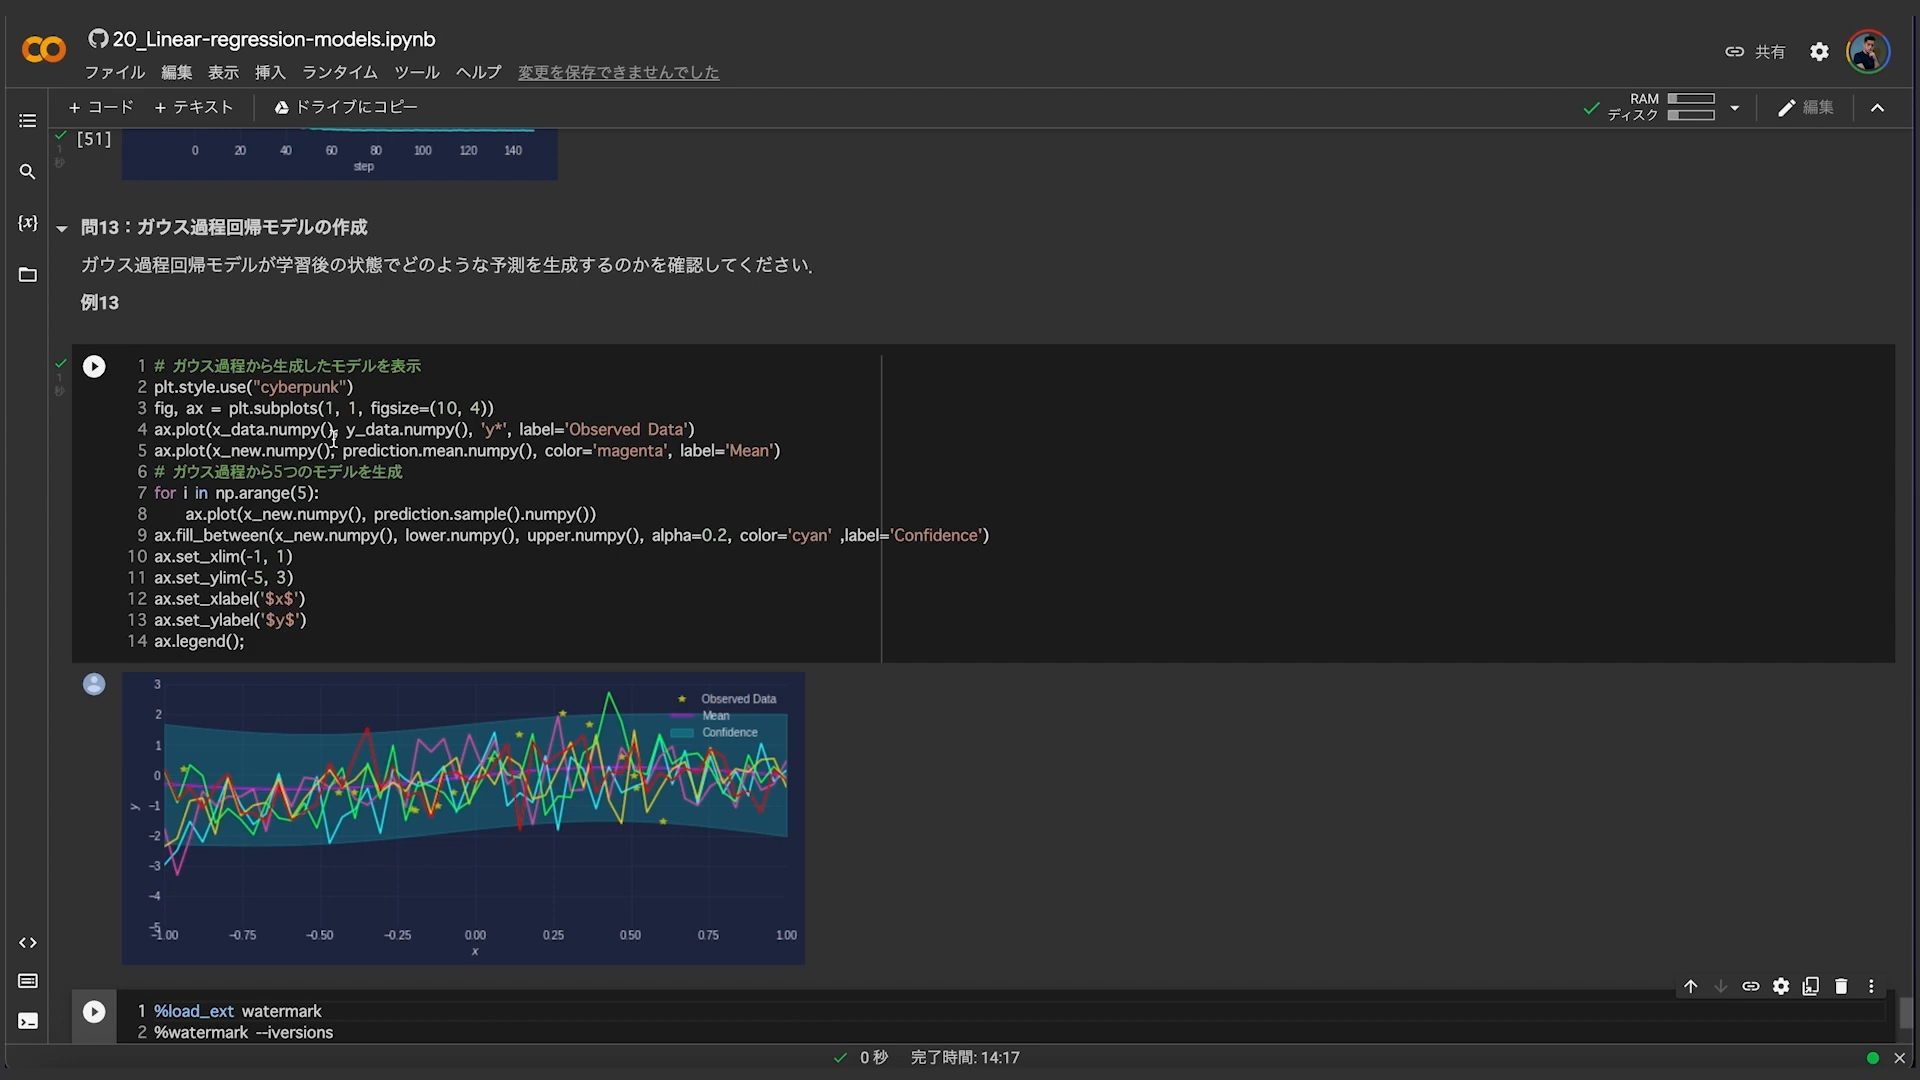 20_Linear-regression-models.ipynb
ファイル 編集 表示 挿入 ランタイム ツール ヘルプ 変更を保存できませんでした
共有
+ コード + テキスト ドライブにコピー
RAM
ディスク
編集
[51]
1
秒
0 20 40 60 80 100 120 140
step
{x}
問13：ガウス過程回帰モデルの作成
ガウス過程回帰モデルが学習後の状態でどのような予測を生成するのかを確認してください.
例13
1
秒
1 # ガウス過程から生成したモデルを表示
2 plt.style.use("cyberpunk")
3 fig, ax = plt.subplots(1, 1, figsize=(10, 4))
4 ax.plot(x_data.numpy(), y_data.numpy(), 'y*', label='Observed Data')
5 ax.plot(x_new.numpy(), prediction.mean.numpy(), color='magenta', label='Mean')
6 # ガウス過程から5つのモデルを生成
7 for i in np.arange(5):
8     ax.plot(x_new.numpy(), prediction.sample().numpy())
9 ax.fill_between(x_new.numpy(), lower.numpy(), upper.numpy(), alpha=0.2, color='cyan' ,label='Confidence')
10 ax.set_xlim(-1, 1)
11 ax.set_ylim(-5, 3)
12 ax.set_xlabel('$x$')
13 ax.set_ylabel('$y$')
14 ax.legend();
Observed Data
Mean
Confidence
3
2
1
0
−1
−2
−3
−4
−5
y
−1.00 −0.75 −0.50 −0.25 0.00 0.25 0.50 0.75 1.00
x
1 %load_ext watermark
2 %watermark --iversions
0 秒 完了時間: 14:17